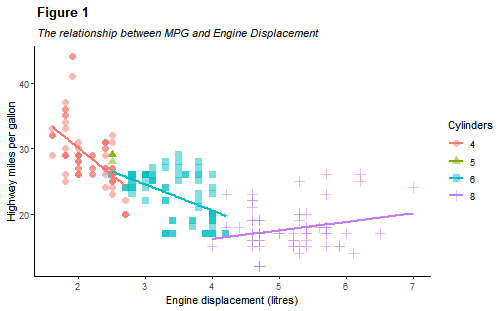 Figure 1
The relationship between MPG and Engine Displacement
Highway miles per gallon
40
30
20
2 3 4 5 6 7
Engine displacement (litres)
Cylinders
4
5
6
8